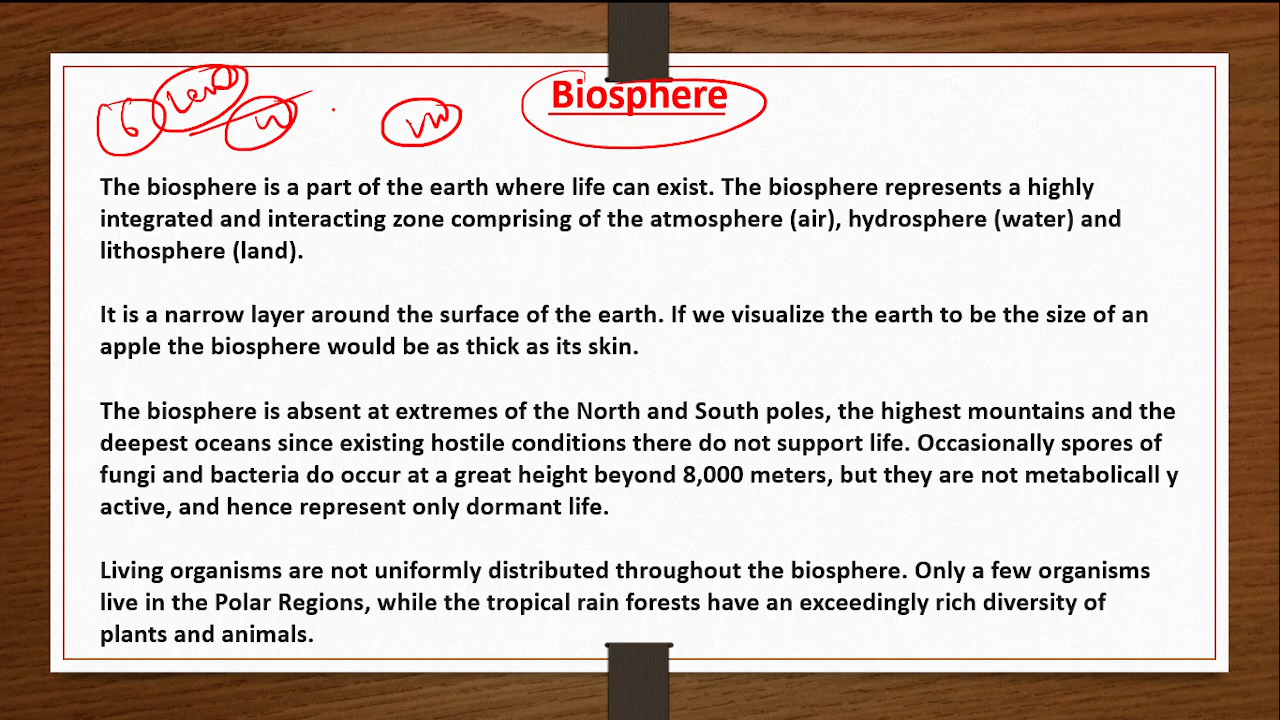 6
Biosphere
The biosphere is a part of the earth where life can exist. The biosphere represents a highly
integrated and interacting zone comprising of the atmosphere (air), hydrosphere (water) and
lithosphere (land).
It is a narrow layer around the surface of the earth. If we visualize the earth to be the size of an
apple the biosphere would be as thick as its skin.
The biosphere is absent at extremes of the North and South poles, the highest mountains and the
deepest oceans since existing hostile conditions there do not support life. Occasionally spores of
fungi and bacteria do occur at a great height beyond 8,000 meters, but they are not metabolicall y
active, and hence represent only dormant life.
Living organisms are not uniformly distributed throughout the biosphere. Only a few organisms
live in the Polar Regions, while the tropical rain forests have an exceedingly rich diversity of
plants and animals.